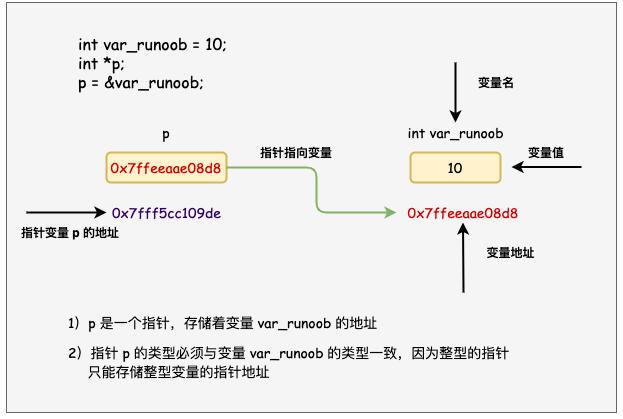 int var_runoob = 10;
int *p;
p = &var_runoob;
变量名
p
int var_runoob
指针指向变量
变量值
0x7ffeeaae08d8
10
0x7fff5cc109de
0x7ffeeaae08d8
指针变量 p 的地址
变量地址
1）p 是一个指针，存储着变量 var_runoob 的地址
2）指针 p 的类型必须与变量 var_runoob 的类型一致，因为整型的指针
只能存储整型变量的指针地址